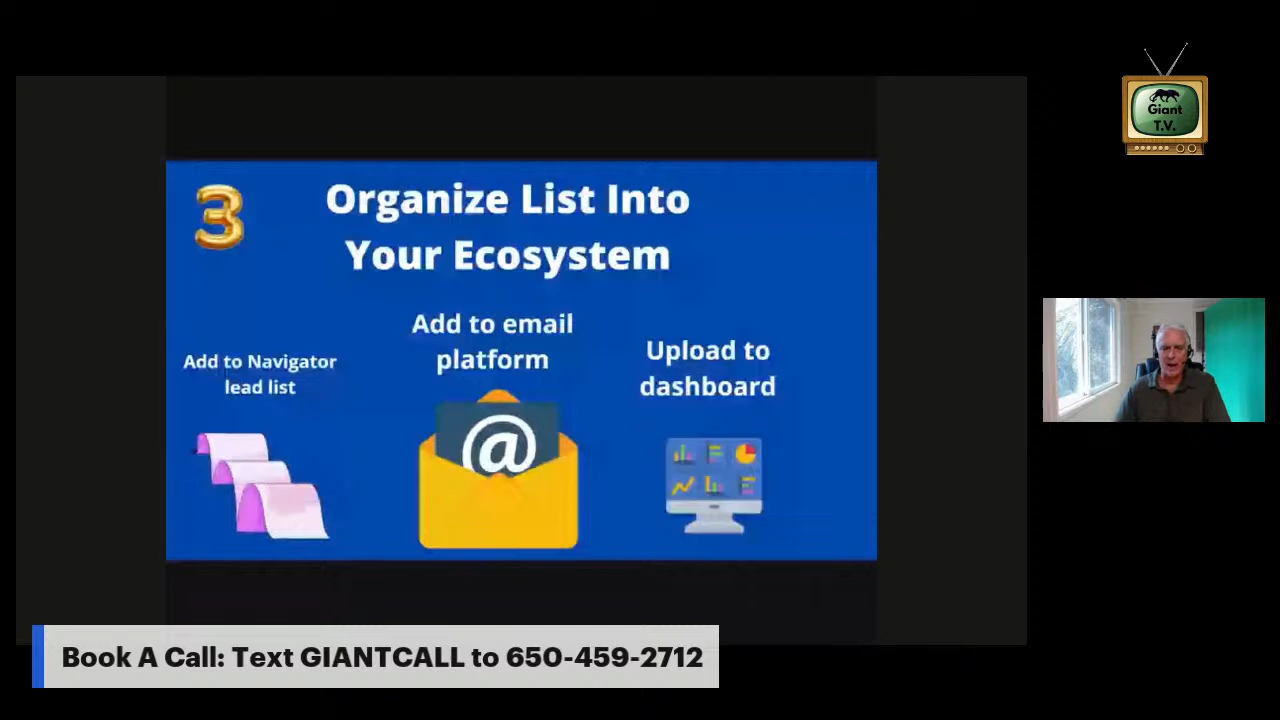 Giant
T.V.
3
Organize List Into
Your Ecosystem
Add to Navigator
lead list
Add to email
platform
@
Upload to
dashboard
Book A Call: Text GIANTCALL to 650-459-2712